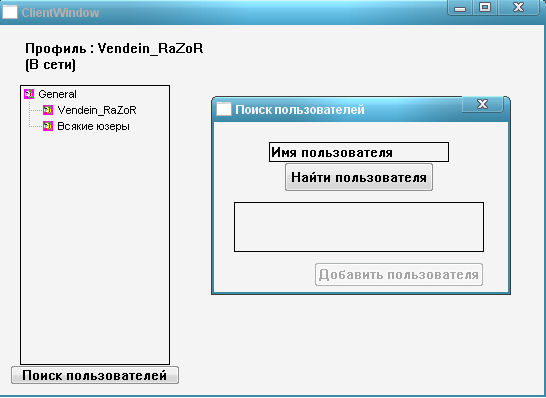 ClientWindow
Профиль : Vendein_RaZoR
(В сети)
General
Vendein_RaZoR
Всякие юзеры
Поиск пользователей
Имя пользователя
Найти пользователя
Добавить пользователя
Поиск пользователей